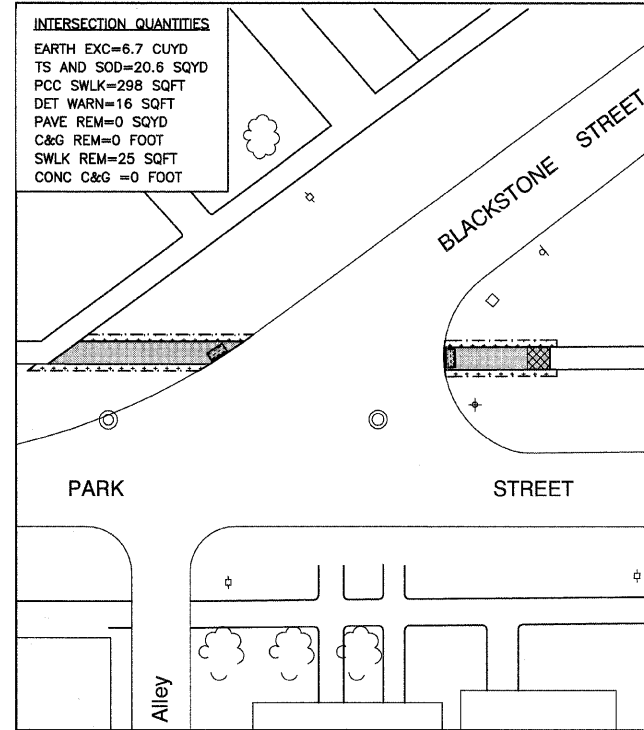 INTERSECTION QUANTITIES
EARTH EXC=6.7 CUYD
TS AND SOD=20.6 SQYD
PCC SWLK=298 SQFT
DET WARN=16 SQFT
PAVE REM=0 SQYD
C&G REM=0 FOOT
SWLK REM=25 SQFT
CONC C&G =0 FOOT
BLACKSTONE STREET
PARK STREET
Alley